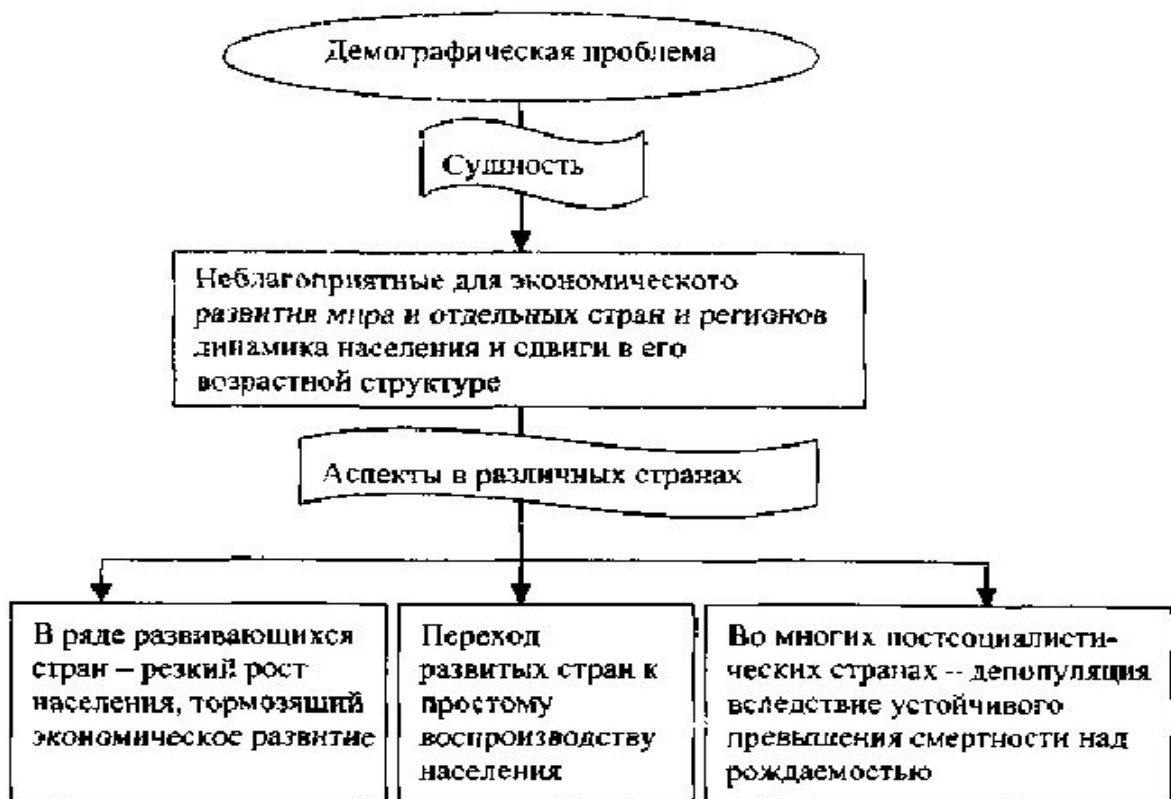 Демографическая проблема
Сущность
Неблагоприятные для экономического
развития мира и отдельных стран и регионов
динамика населения и сдвиги в его
возрастной структуре
Аспекты в различных странах
В ряде развивающихся
стран – резкий рост
населения, тормозящий
экономическое развитие
Переход
развитых стран к
простому
воспроизводству
населения
Во многих постсоциалисти-
ческих странах -- депопуляция
вследствие устойчивого
превышения смертности над
рождаемостью